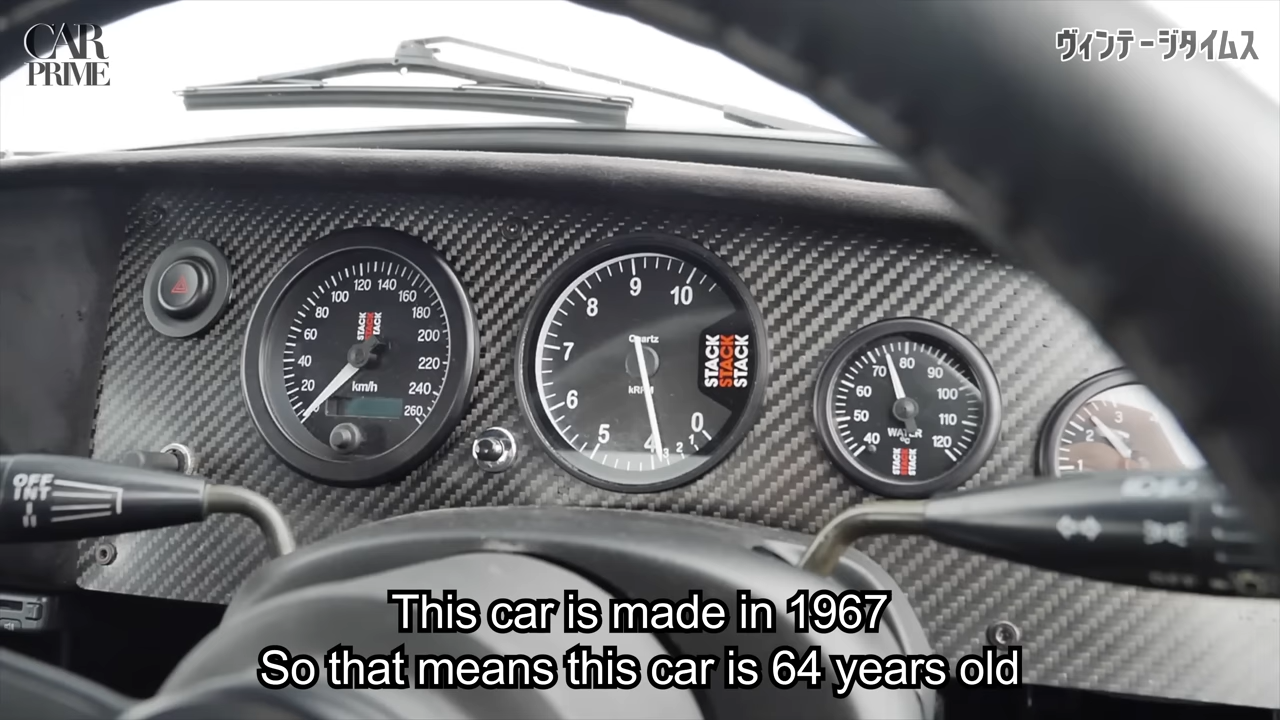 CAR
PRIME
ヴィンテージタイムス
20
40
60
80
100
120
140
160
180
200
220
240
260
STACK
STACK
STACK
km/h
0
1
2
3
4
5
6
7
8
9
10
Quartz
kRPM
STACK
STACK
STACK
40
50
60
70
80
90
100
110
120
WATER
°C
STACK
STACK
STACK
1
2
3
OFF
INT
I
II
This car is made in 1967
So that means this car is 64 years old